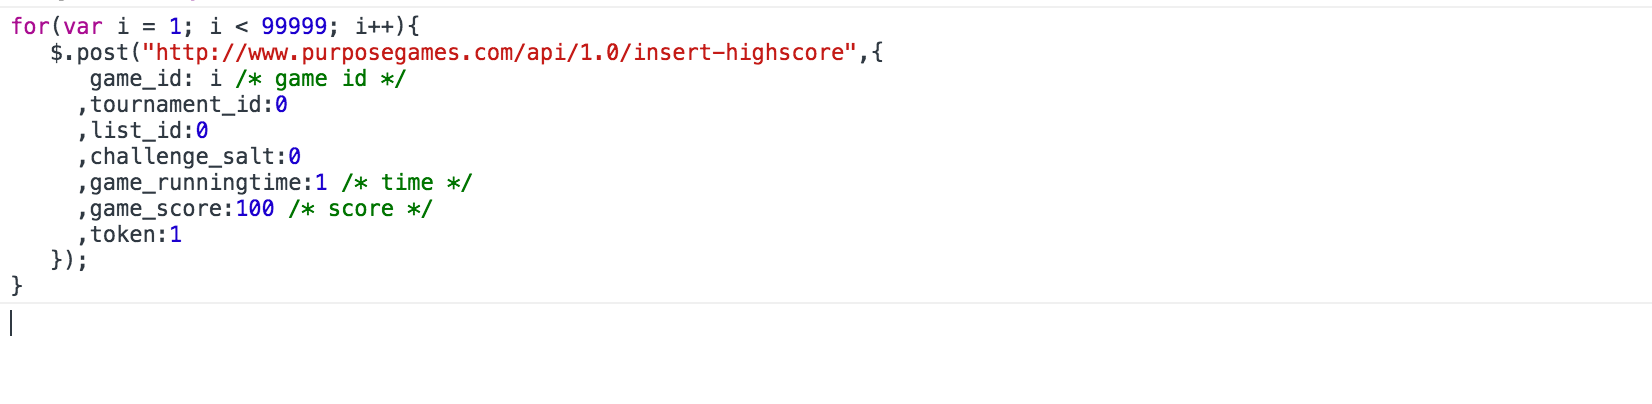 for(var i = 1; i < 99999; i++){
   $.post("http://www.purposegames.com/api/1.0/insert-highscore",{
      game_id: i /* game id */
     ,tournament_id:0
     ,list_id:0
     ,challenge_salt:0
     ,game_runningtime:1 /* time */
     ,game_score:100 /* score */
     ,token:1
   });
}